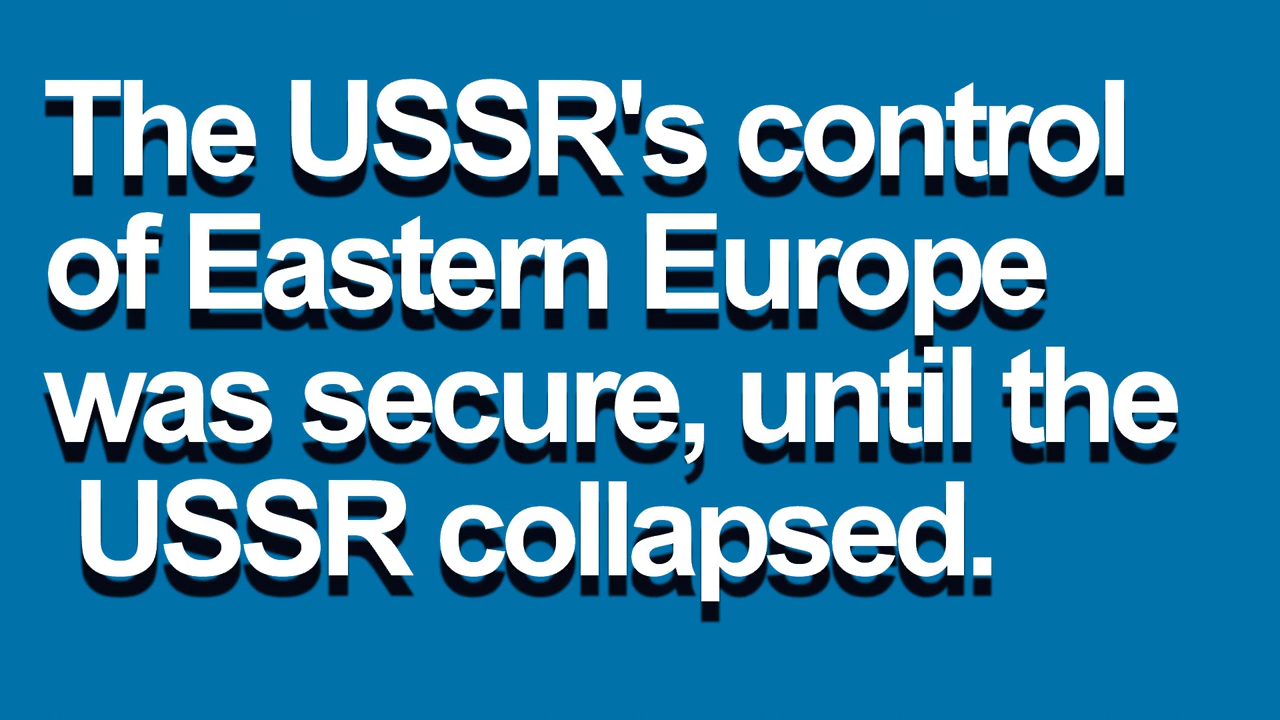 The USSR's control
of Eastern Europe
was secure, until the
USSR collapsed.